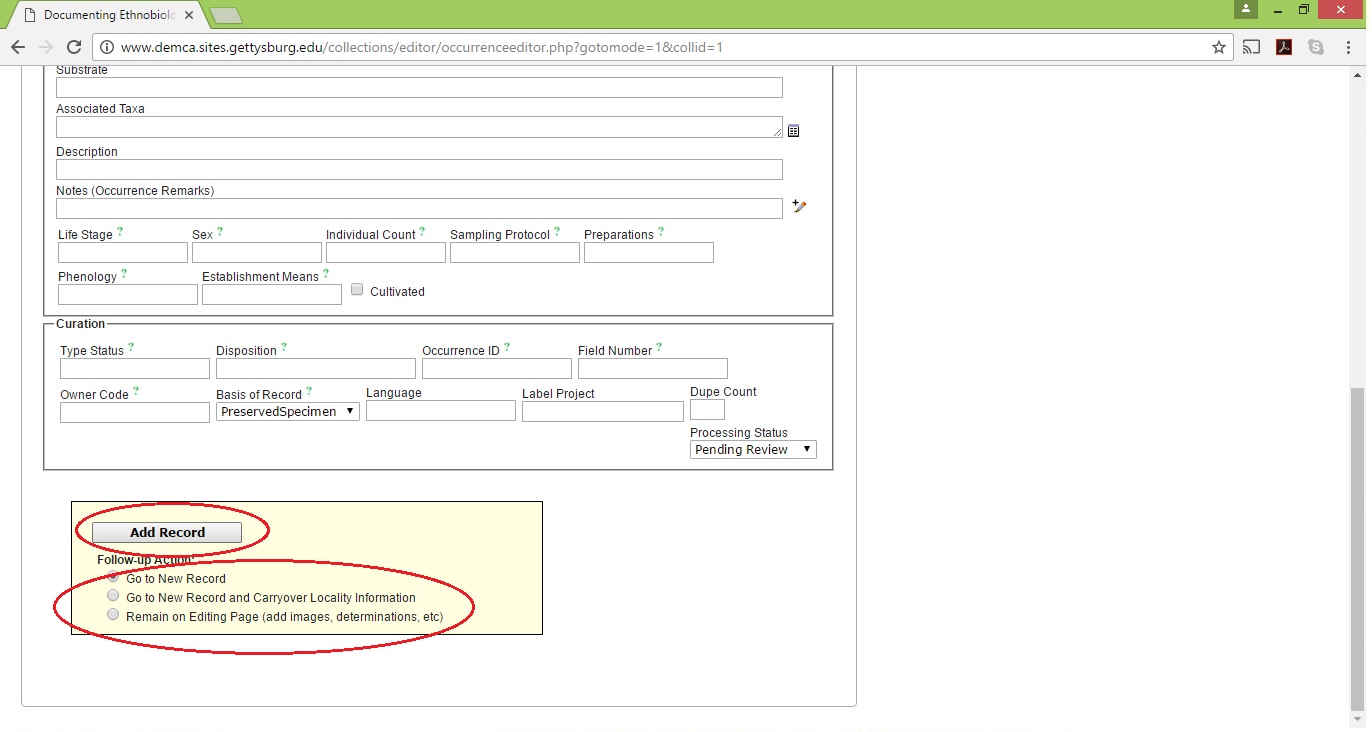 Documenting Ethnobiolo
www.demca.sites.gettysburg.edu/collections/editor/occurrenceeditor.php?gotomode=1&collid=1
Substrate
Associated Taxa
Description
Notes (Occurrence Remarks)
Life Stage ? Sex ? Individual Count ? Sampling Protocol ? Preparations ?
Phenology ? Establishment Means ? Cultivated
Curation
Type Status ? Disposition ? Occurrence ID ? Field Number ?
Owner Code ? Basis of Record ? Language Label Project Dupe Count
PreservedSpecimen
Processing Status
Pending Review
Add Record
Follow-up Action:
Go to New Record
Go to New Record and Carryover Locality Information
Remain on Editing Page (add images, determinations, etc)